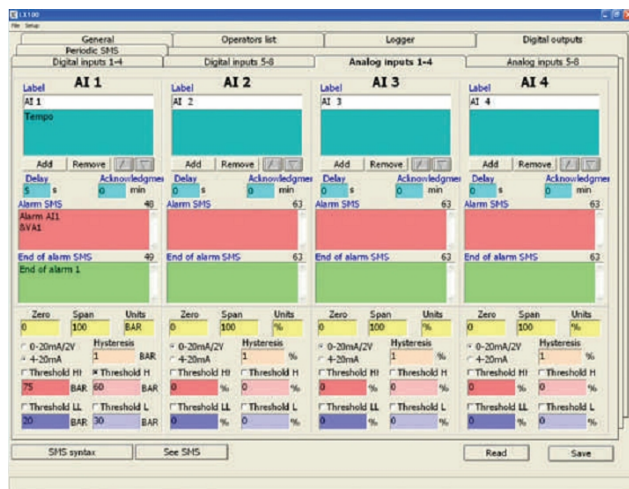 LX100
File Setup
General Operators list Logger Digital outputs
Periodic SMS
Digital inputs 1-4 Digital inputs 5-8 Analog inputs 1-4 Analog inputs 5-8
AI 1 AI 2 AI 3 AI 4
Label Label Label Label
AI 1 AI 2 AI 3 AI 4
Tempo
Add Remove Add Remove Add Remove Add Remove
Delay Acknowledgmer Delay Acknowledgmer Delay Acknowledgmer Delay Acknowledgmer
5 s 0 min 0 s 0 min 0 s 0 min 0 s 0 min
Alarm SMS 48 Alarm SMS 63 Alarm SMS 63 Alarm SMS 63
Alarm AI1
&VA1
End of alarm SMS 49 End of alarm SMS 63 End of alarm SMS 63 End of alarm SMS 63
End of alarm 1
Zero Span Units Zero Span Units Zero Span Units Zero Span Units
0 100 BAR 0 100 % 0 100 % 0 100 %
0-20mA/2V Hysteresis 0-20mA/2V Hysteresis 0-20mA/2V Hysteresis 0-20mA/2V Hysteresis
4-20mA 1 BAR 4-20mA 1 % 4-20mA 1 % 4-20mA 1 %
Threshold HI Threshold H Threshold HI Threshold H Threshold HI Threshold H Threshold HI Threshold H
75 BAR 60 BAR 0 % 0 % 0 % 0 % 0 % 0 %
Threshold LL Threshold L Threshold LL Threshold L Threshold LL Threshold L Threshold LL Threshold L
20 BAR 30 BAR 0 % 0 % 0 % 0 % 0 % 0 %
SMS syntax See SMS Read Save